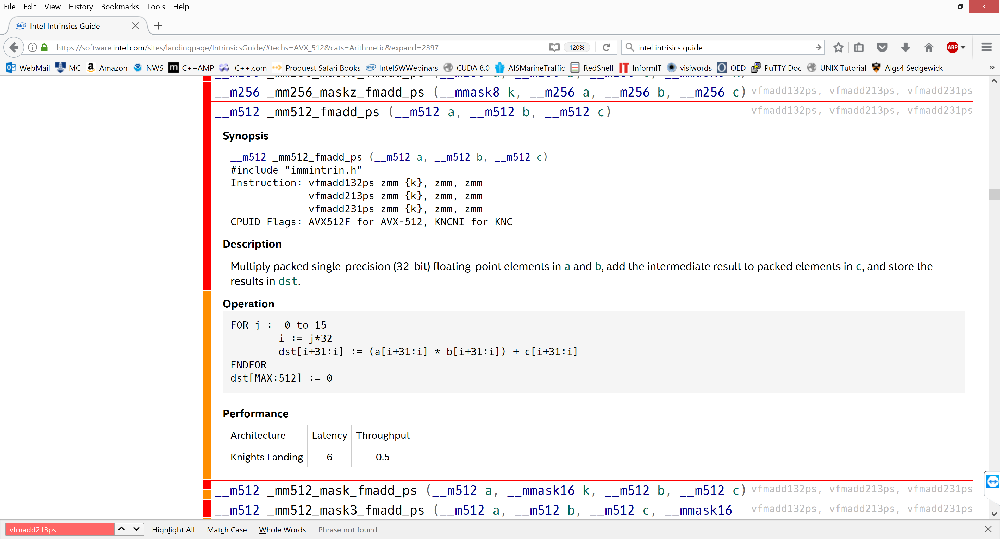 File Edit View History Bookmarks Tools Help
intel Intel Intrinsics Guide
https://software.intel.com/sites/landingpage/IntrinsicsGuide/#techs=AVX_512&cats=Arithmetic&expand=2397 120% intel intrisics guide ABP
WebMail MC Amazon NWS C++AMP C++.com Proquest Safari Books IntelSWWebinars CUDA 8.0 AISMarineTraffic RedShelf InformIT visiwords OED PuTTY Doc UNIX Tutorial Algs4 Sedgewick
__m256 _mm256_maskz_fmadd_ps (__mmask8 k, __m256 a, __m256 b, __m256 c) vfmadd132ps, vfmadd213ps, vfmadd231ps
__m512 _mm512_fmadd_ps (__m512 a, __m512 b, __m512 c) vfmadd132ps, vfmadd213ps, vfmadd231ps
Synopsis
__m512 _mm512_fmadd_ps (__m512 a, __m512 b, __m512 c)
#include "immintrin.h"
Instruction: vfmadd132ps zmm {k}, zmm, zmm
vfmadd213ps zmm {k}, zmm, zmm
vfmadd231ps zmm {k}, zmm, zmm
CPUID Flags: AVX512F for AVX-512, KNCNI for KNC
Description
Multiply packed single-precision (32-bit) floating-point elements in a and b, add the intermediate result to packed elements in c, and store the
results in dst.
Operation
FOR j := 0 to 15
i := j*32
dst[i+31:i] := (a[i+31:i] * b[i+31:i]) + c[i+31:i]
ENDFOR
dst[MAX:512] := 0
Performance
Architecture Latency Throughput
Knights Landing 6 0.5
__m512 _mm512_mask_fmadd_ps (__m512 a, __mmask16 k, __m512 b, __m512 c) vfmadd132ps, vfmadd213ps, vfmadd231ps
__m512 _mm512_mask3_fmadd_ps (__m512 a, __m512 b, __m512 c, __mmask16 vfmadd132ps, vfmadd213ps, vfmadd231ps
vfmadd213ps Highlight All Match Case Whole Words Phrase not found